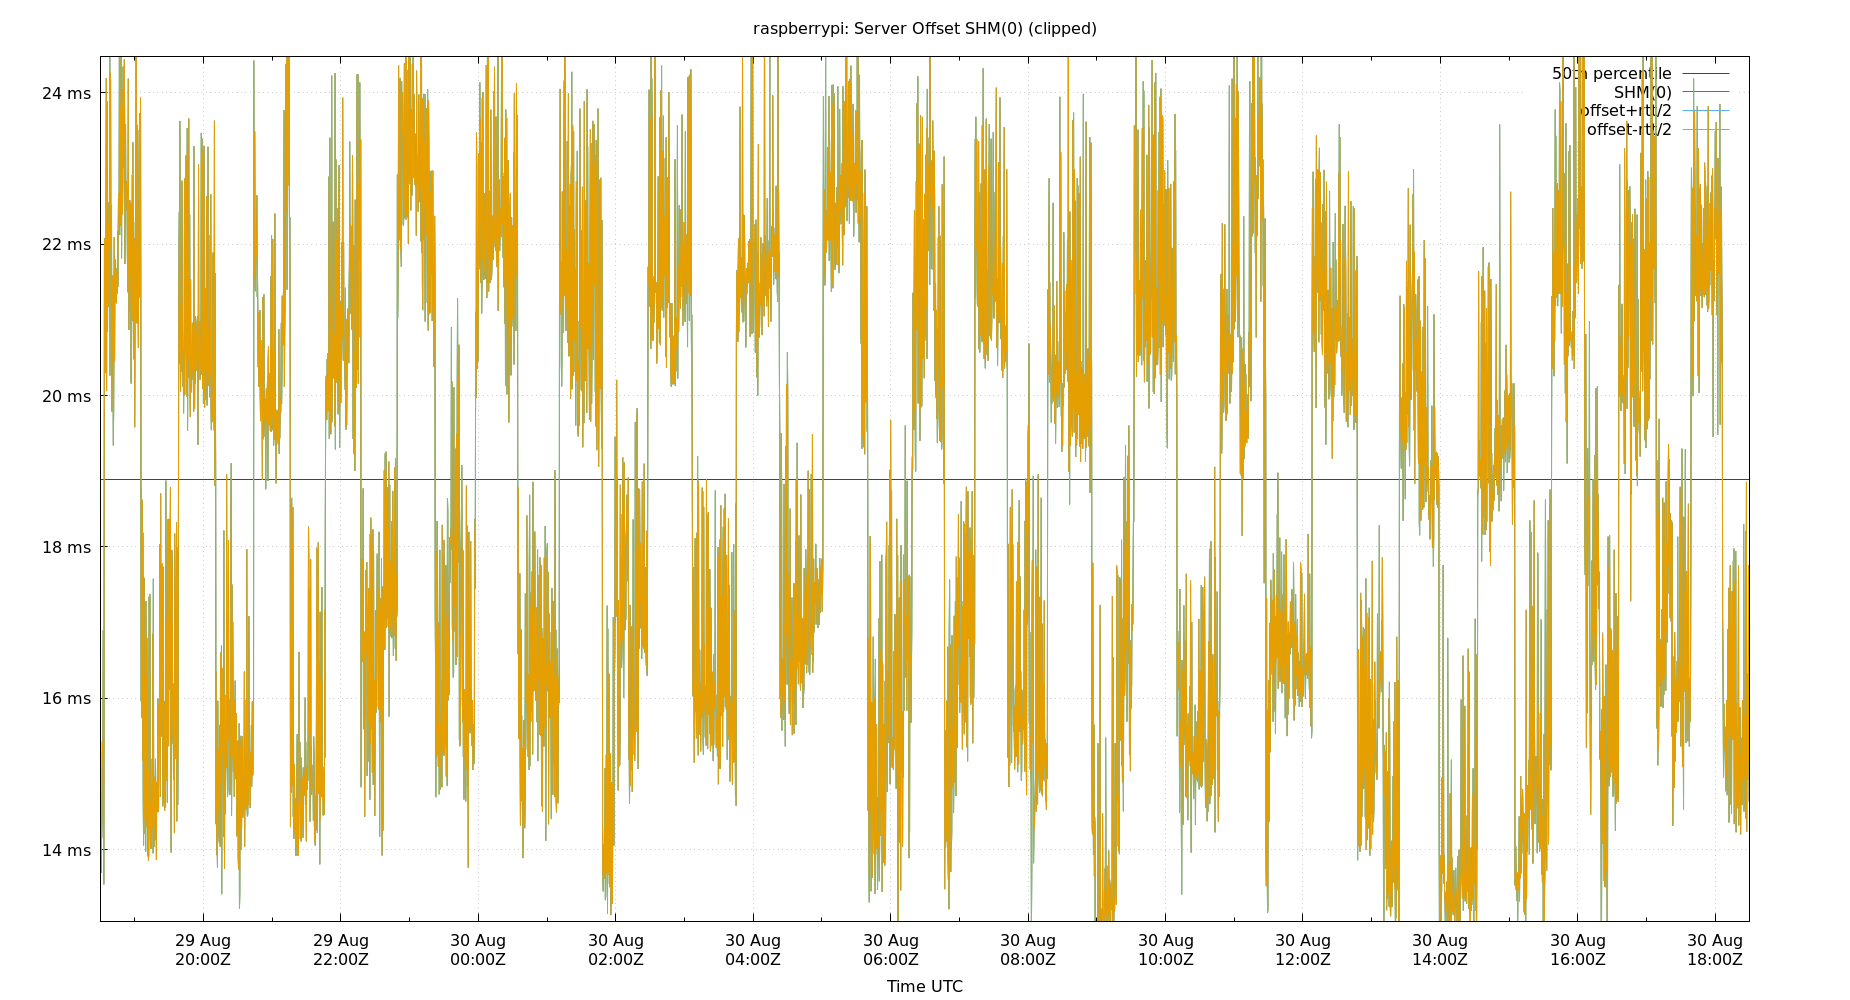 raspberrypi: Server Offset SHM(0) (clipped)
24 ms
22 ms
20 ms
18 ms
16 ms
14 ms
50th percentile
SHM(0)
offset+rtt/2
offset-rtt/2
29 Aug
20:00Z
29 Aug
22:00Z
30 Aug
00:00Z
30 Aug
02:00Z
30 Aug
04:00Z
30 Aug
06:00Z
30 Aug
08:00Z
30 Aug
10:00Z
30 Aug
12:00Z
30 Aug
14:00Z
30 Aug
16:00Z
30 Aug
18:00Z
Time UTC